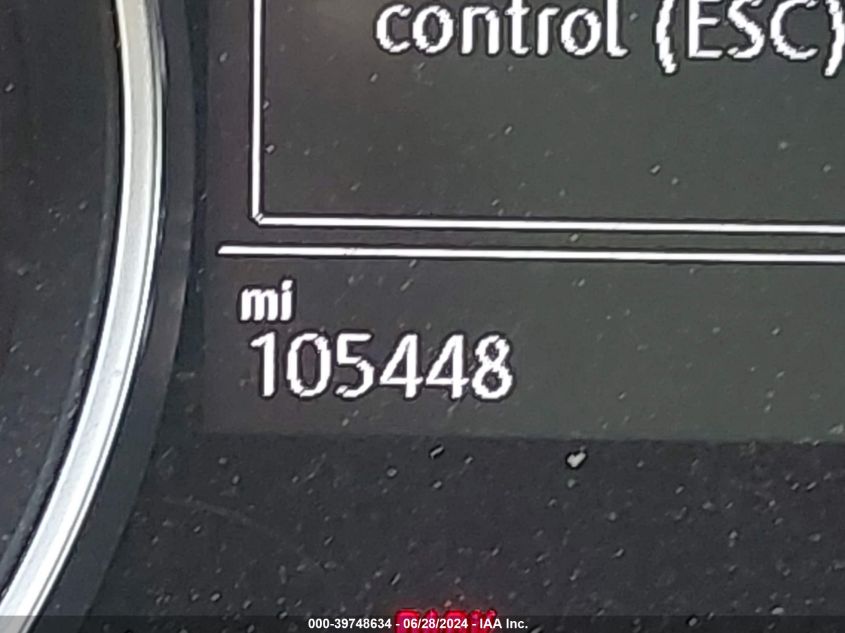 control (ESC)
mi
105448
000-39748634 - 06/28/2024 - IAA Inc.